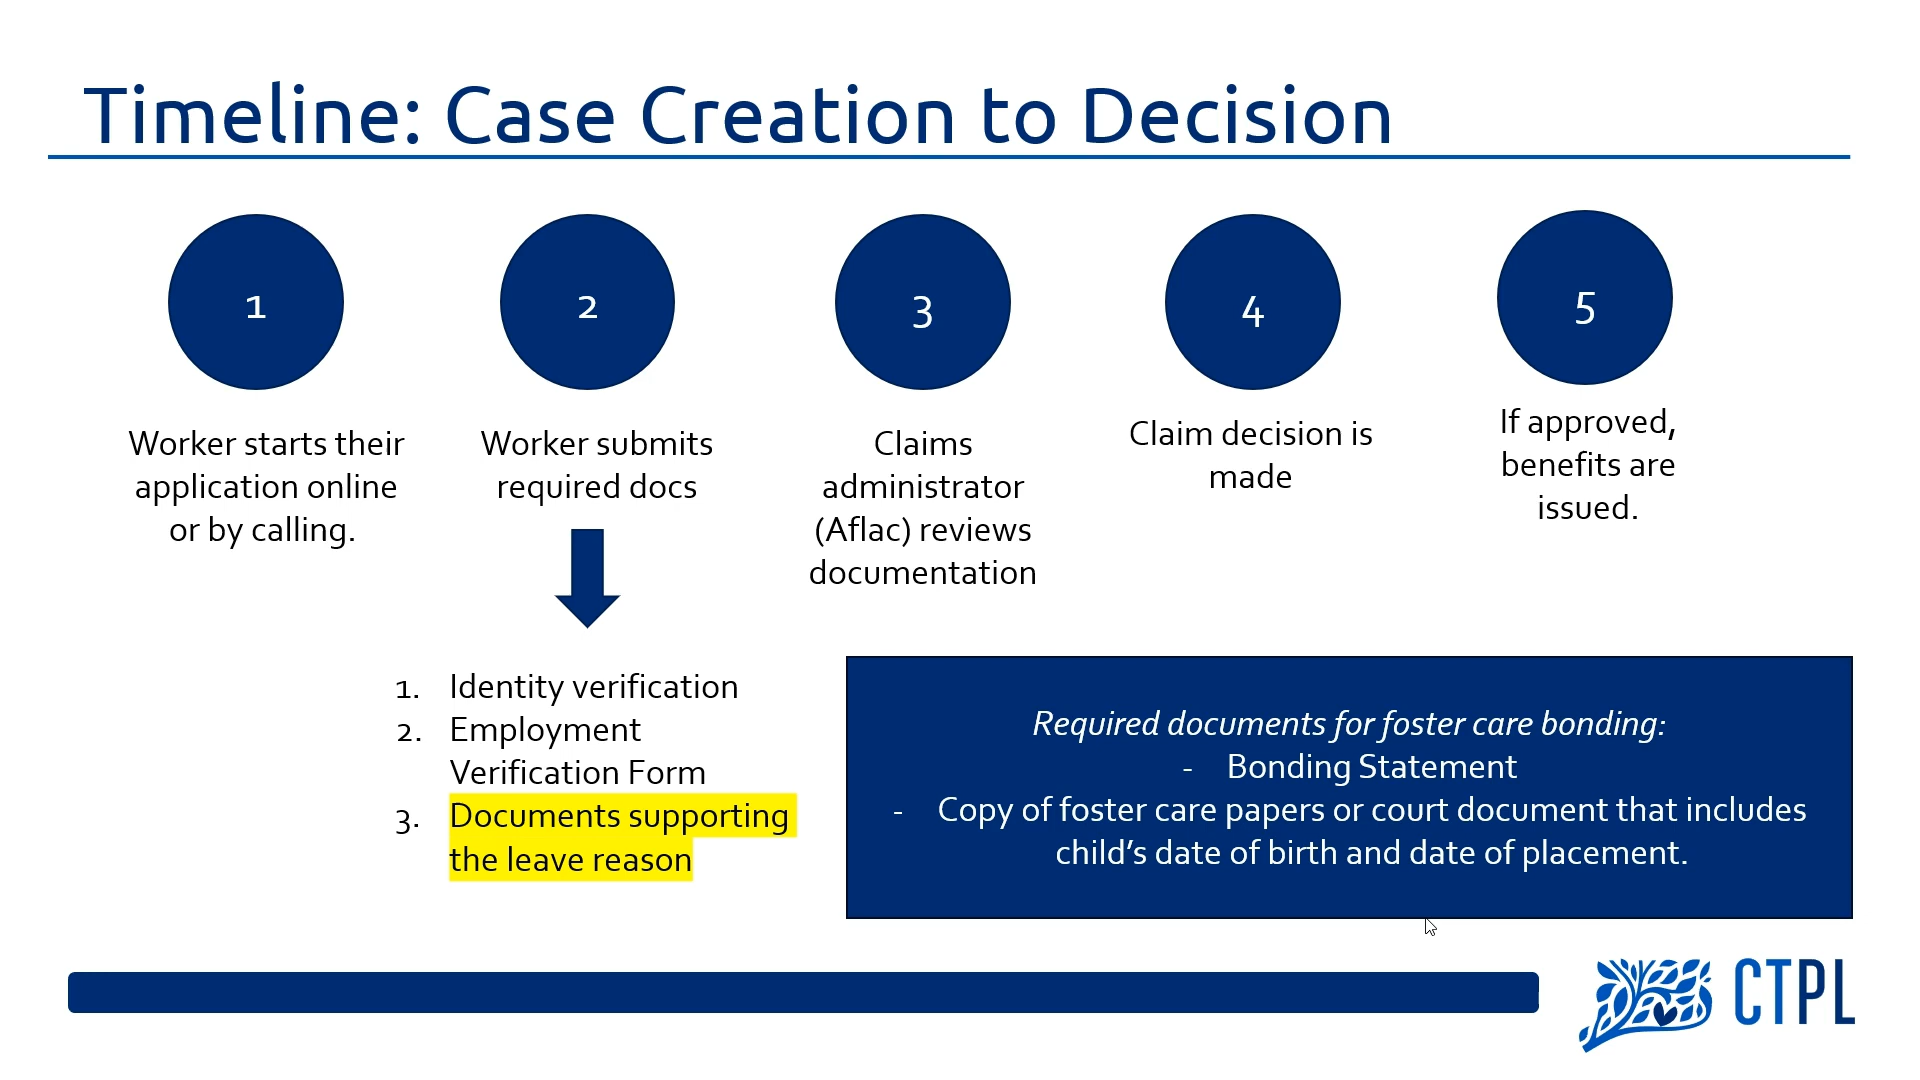 Timeline: Case Creation to Decision
1
Worker starts their
application online
or by calling.
2
Worker submits
required docs
1. Identity verification
2. Employment
Verification Form
3. Documents supporting
the leave reason
3
Claims
administrator
(Aflac) reviews
documentation
4
Claim decision is
made
5
If approved,
benefits are
issued.
Required documents for foster care bonding:
- Bonding Statement
- Copy of foster care papers or court document that includes
child’s date of birth and date of placement.
CTPL